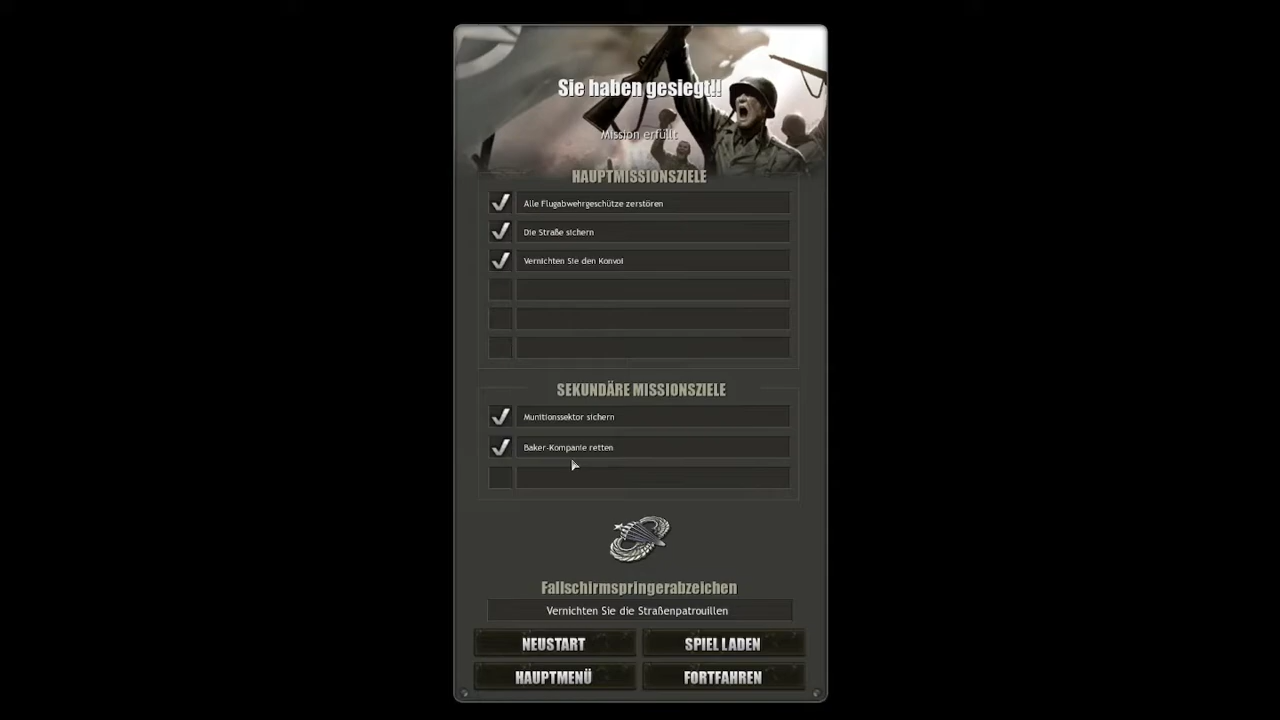 Sie haben gesiegt!!
Mission erfüllt
HAUPTMISSIONSZIELE
Alle Flugabwehrgeschütze zerstören
Die Straße sichern
Vernichten Sie den Konvoi
SEKUNDÄRE MISSIONSZIELE
Munitionssektor sichern
Baker-Kompanie retten
Fallschirmspringerabzeichen
Vernichten Sie die Straßenpatrouillen
NEUSTART
SPIEL LADEN
HAUPTMENÜ
FORTFAHREN